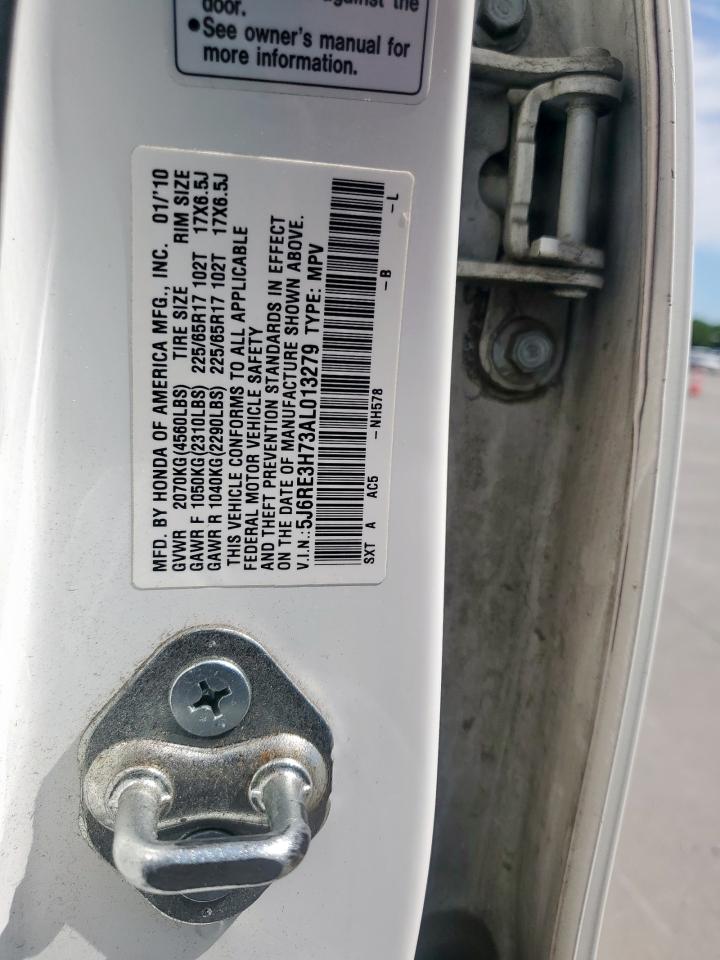 against the
door.
•See owner's manual for
more information.
MFD. BY HONDA OF AMERICA MFG., INC. 01/'10
GVWR 2070KG(4560LBS) TIRE SIZE RIM SIZE
GAWR F 1050KG(2310LBS) 225/65R17 102T 17X6.5J
GAWR R 1040KG(2290LBS) 225/65R17 102T 17X6.5J
THIS VEHICLE CONFORMS TO ALL APPLICABLE
FEDERAL MOTOR VEHICLE SAFETY
AND THEFT PREVENTION STANDARDS IN EFFECT
ON THE DATE OF MANUFACTURE SHOWN ABOVE.
V.I.N.: 5J6RE3H73AL013279 TYPE: MPV
SXT A AC5 -NH578 -B -L